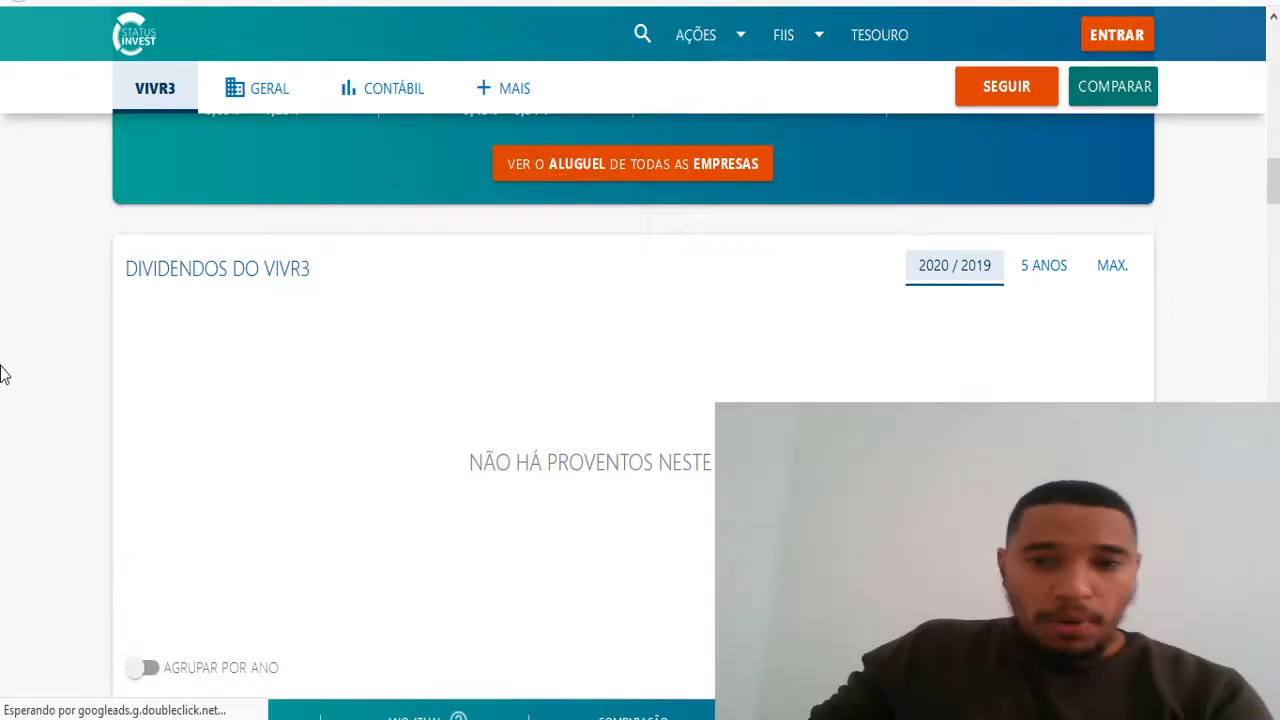 STATUS
INVEST
AÇÕES
FIIS
TESOURO
ENTRAR
VIVR3
GERAL
CONTÁBIL
MAIS
SEGUIR
COMPARAR
VER O ALUGUEL DE TODAS AS EMPRESAS
DIVIDENDOS DO VIVR3
2020 / 2019
5 ANOS
MAX.
NÃO HÁ PROVENTOS NESTE
AGRUPAR POR ANO
Esperando por googleads.g.doubleclick.net...